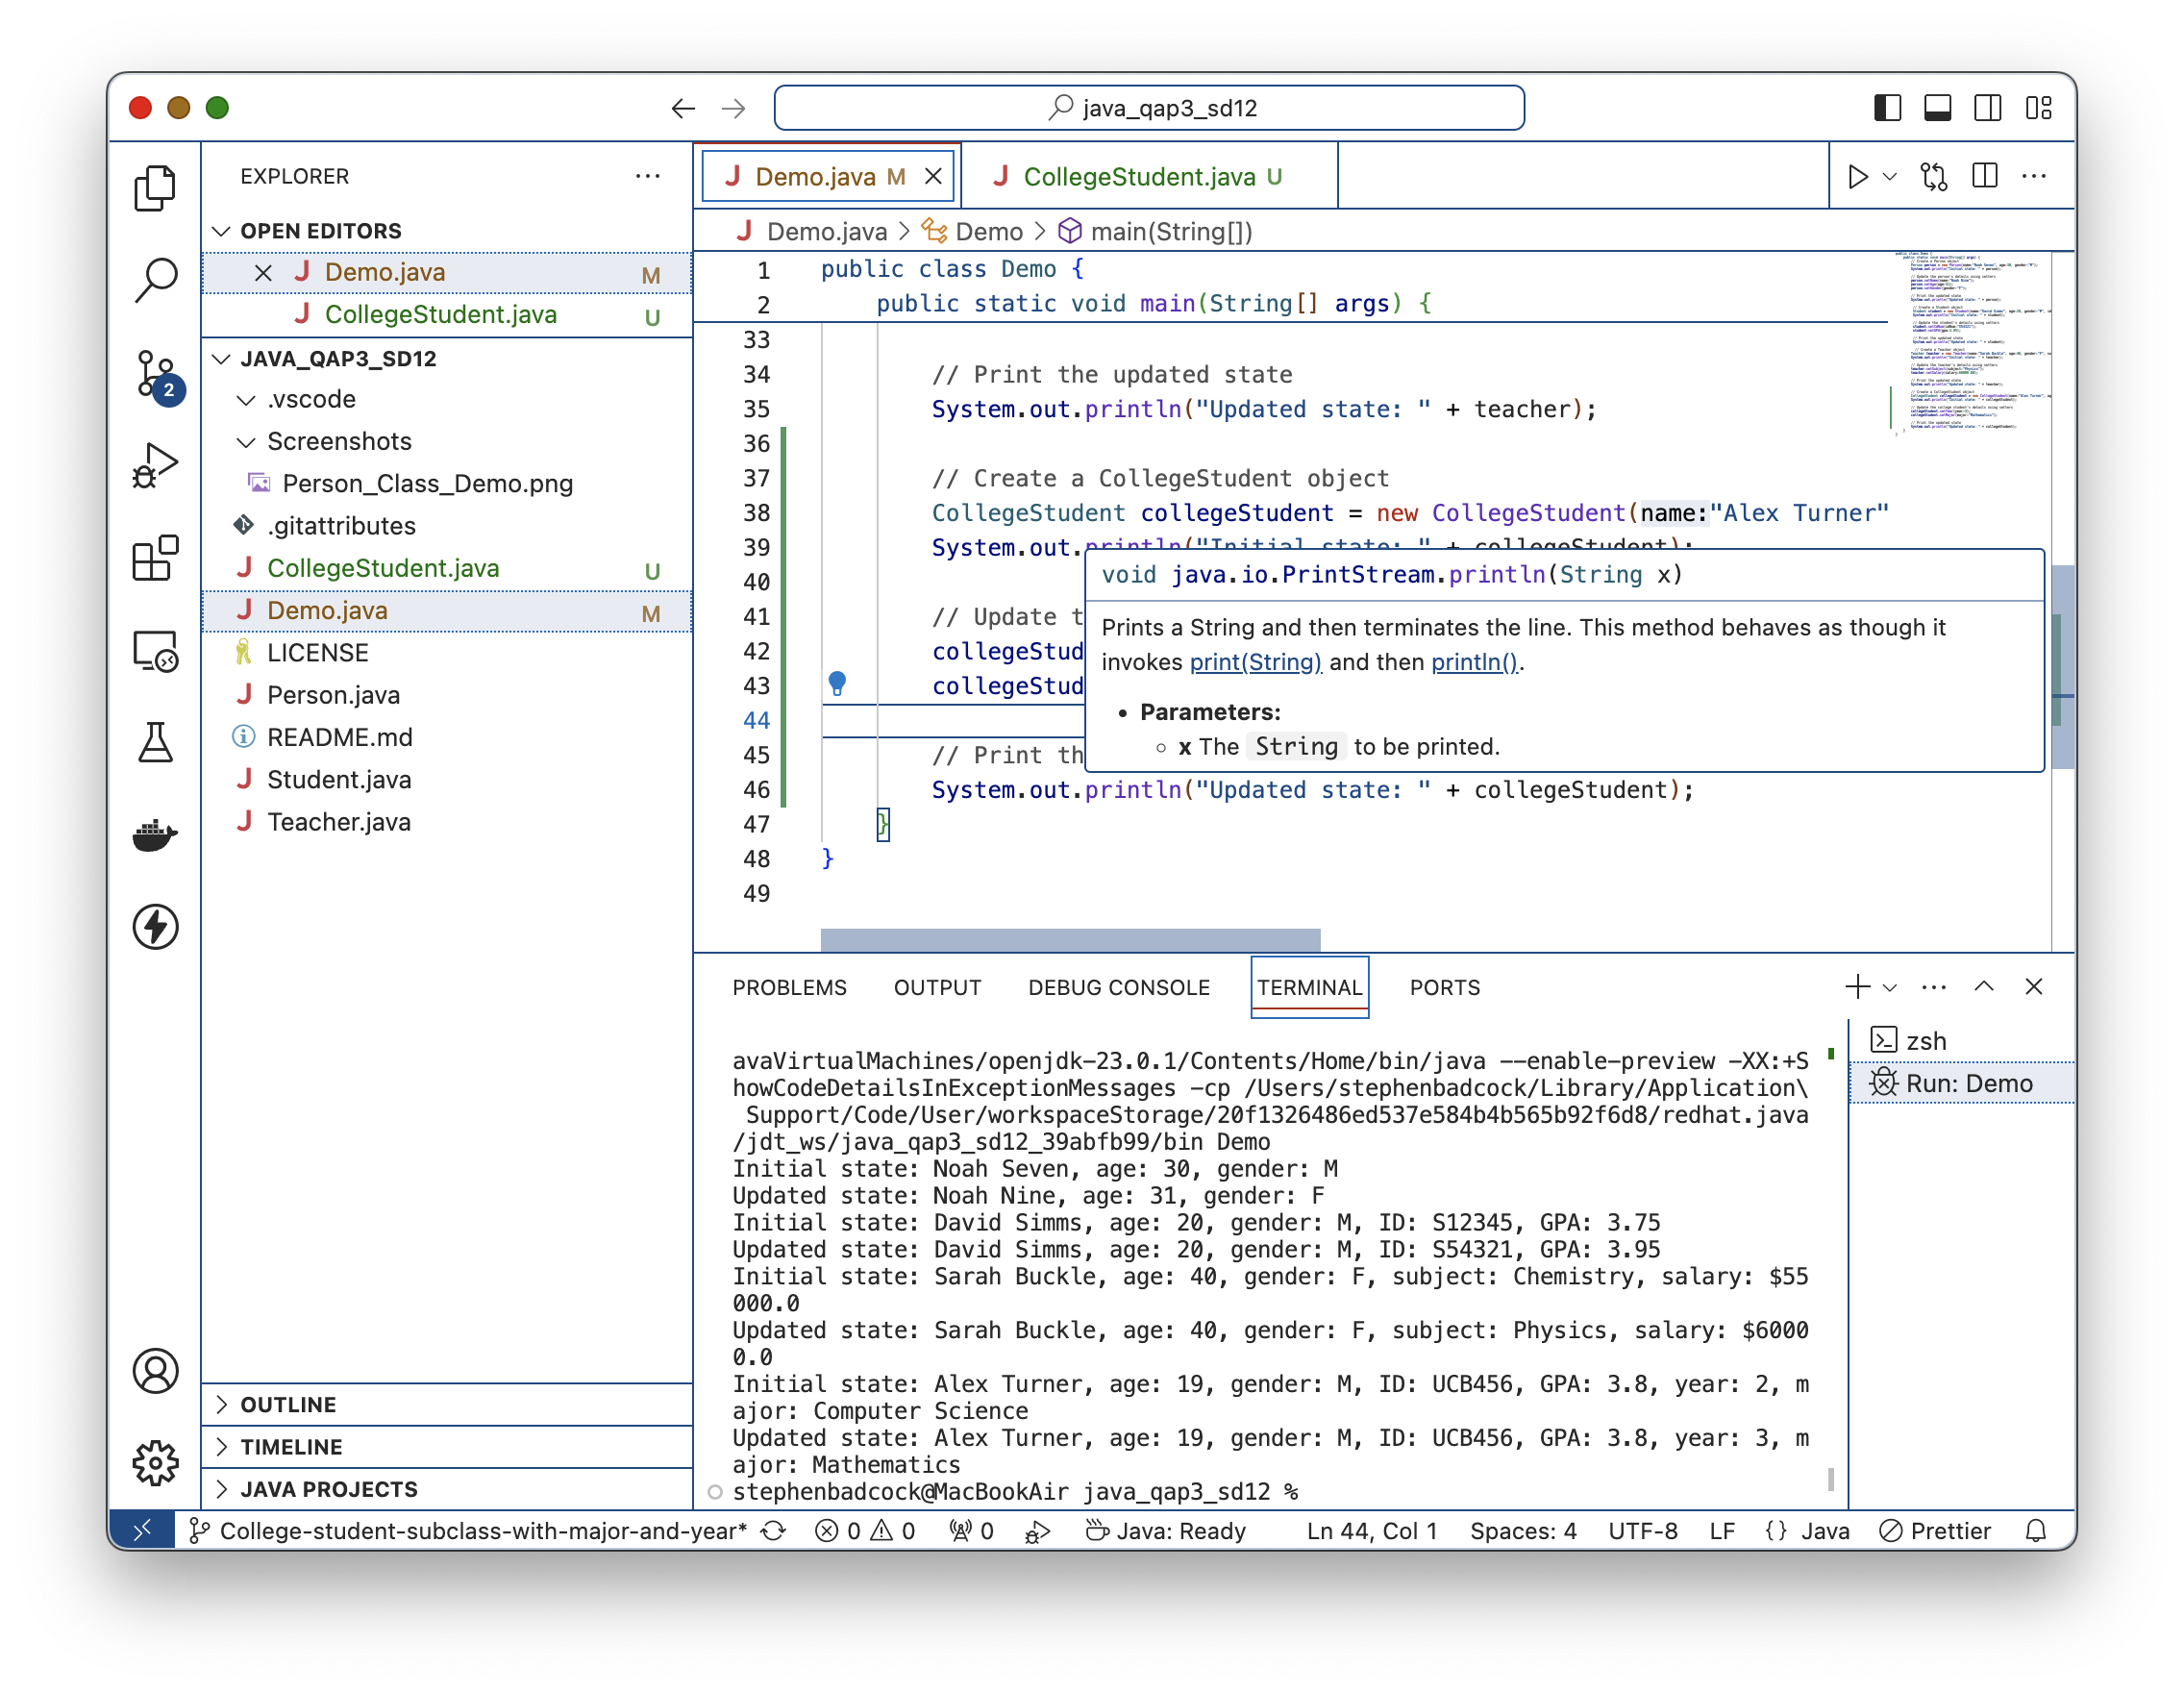 java_qap3_sd12
EXPLORER
OPEN EDITORS
Demo.java M
CollegeStudent.java U
JAVA_QAP3_SD12
.vscode
Screenshots
Person_Class_Demo.png
.gitattributes
CollegeStudent.java U
Demo.java M
LICENSE
Person.java
README.md
Student.java
Teacher.java
OUTLINE
TIMELINE
JAVA PROJECTS
2
Demo.java M
CollegeStudent.java U
Demo.java > Demo > main(String[])
1 public class Demo {
2 public static void main(String[] args) {
33
34 // Print the updated state
35 System.out.println("Updated state: " + teacher);
36
37 // Create a CollegeStudent object
38 CollegeStudent collegeStudent = new CollegeStudent(name:"Alex Turner"
39 System.out.println("Initial state: " + collegeStudent);
40
41 // Update t
42 collegeStud
43 collegeStud
44
45 // Print th
46 System.out.println("Updated state: " + collegeStudent);
47 }
48 }
49
void java.io.PrintStream.println(String x)
Prints a String and then terminates the line. This method behaves as though it
invokes print(String) and then println().
• Parameters:
○ x The String to be printed.
PROBLEMS OUTPUT DEBUG CONSOLE TERMINAL PORTS
avaVirtualMachines/openjdk-23.0.1/Contents/Home/bin/java --enable-preview -XX:+S
howCodeDetailsInExceptionMessages -cp /Users/stephenbadcock/Library/Application\
 Support/Code/User/workspaceStorage/20f1326486ed537e584b4b565b92f6d8/redhat.java
/jdt_ws/java_qap3_sd12_39abfb99/bin Demo
Initial state: Noah Seven, age: 30, gender: M
Updated state: Noah Nine, age: 31, gender: F
Initial state: David Simms, age: 20, gender: M, ID: S12345, GPA: 3.75
Updated state: David Simms, age: 20, gender: M, ID: S54321, GPA: 3.95
Initial state: Sarah Buckle, age: 40, gender: F, subject: Chemistry, salary: $55
000.0
Updated state: Sarah Buckle, age: 40, gender: F, subject: Physics, salary: $6000
0.0
Initial state: Alex Turner, age: 19, gender: M, ID: UCB456, GPA: 3.8, year: 2, m
ajor: Computer Science
Updated state: Alex Turner, age: 19, gender: M, ID: UCB456, GPA: 3.8, year: 3, m
ajor: Mathematics
stephenbadcock@MacBookAir java_qap3_sd12 %
zsh
Run: Demo
College-student-subclass-with-major-and-year* 0 0 0 Java: Ready Ln 44, Col 1 Spaces: 4 UTF-8 LF {} Java Prettier